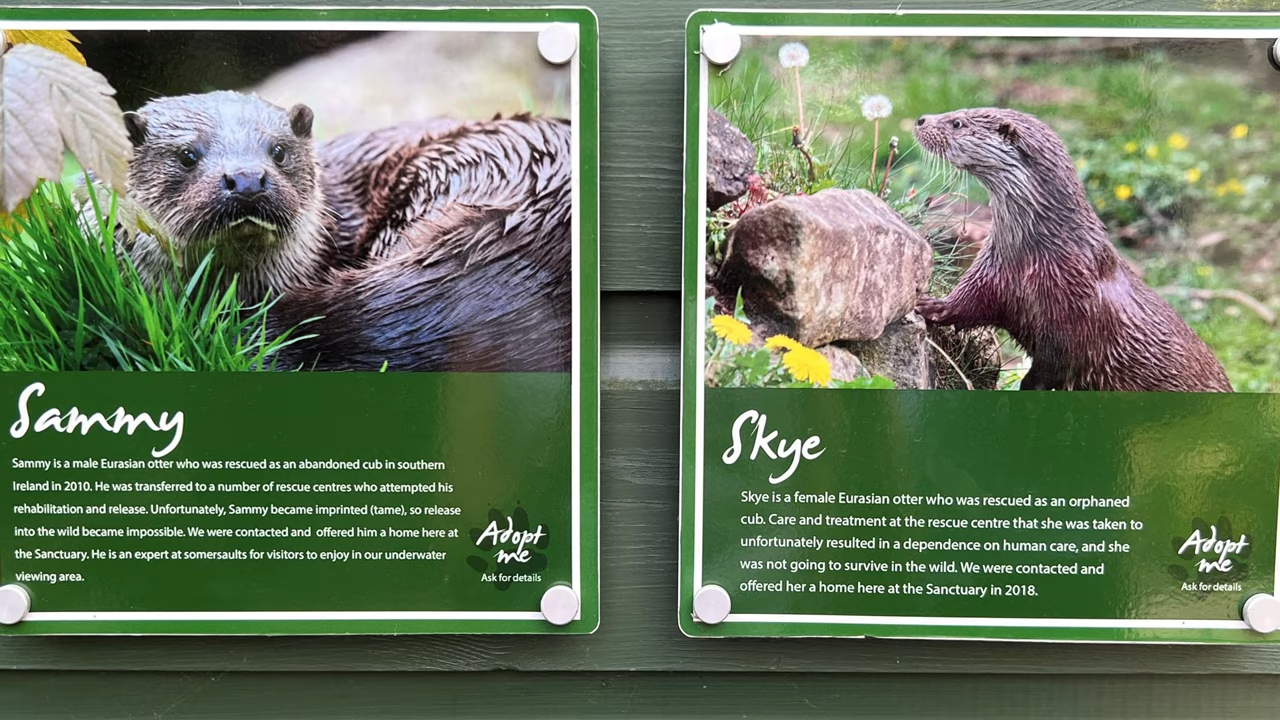 Sammy
Sammy is a male Eurasian otter who was rescued as an abandoned cub in southern
Ireland in 2010. He was transferred to a number of rescue centres who attempted his
rehabilitation and release. Unfortunately, Sammy became imprinted (tame), so release
into the wild became impossible. We were contacted and offered him a home here at
the Sanctuary. He is an expert at somersaults for visitors to enjoy in our underwater
viewing area.
Adopt
me
Ask for details
Skye
Skye is a female Eurasian otter who was rescued as an orphaned
cub. Care and treatment at the rescue centre that she was taken to
unfortunately resulted in a dependence on human care, and she
was not going to survive in the wild. We were contacted and
offered her a home here at the Sanctuary in 2018.
Adopt
me
Ask for details